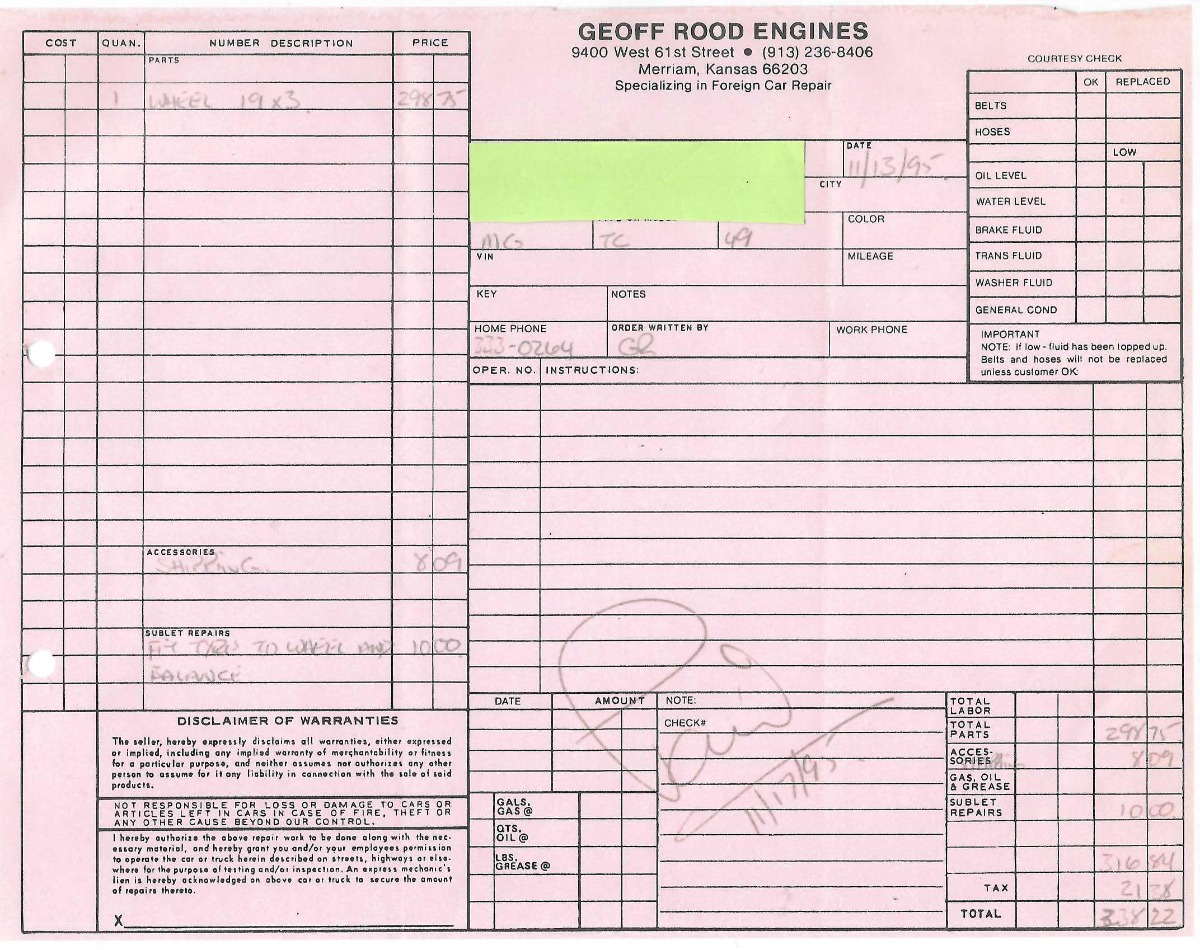 GEOFF ROOD ENGINES
9400 West 61st Street • (913) 236-8406
Merriam, Kansas 66203
Specializing in Foreign Car Repair
COST QUAN. NUMBER DESCRIPTION PRICE
PARTS
1 WHEEL 19 x 3 298 75
ACCESSORIES
SHIPPING 8 09
SUBLET REPAIRS
FIT TIRE TO WHEEL AND 10 00
BALANCE
COURTESY CHECK
OK REPLACED
BELTS
HOSES
LOW
OIL LEVEL
WATER LEVEL
BRAKE FLUID
TRANS FLUID
WASHER FLUID
GENERAL COND
IMPORTANT
NOTE: If low - fluid has been topped up.
Belts and hoses will not be replaced
unless customer OK.
DATE
11/13/95
CITY
COLOR
MG TC 49
VIN MILEAGE
KEY NOTES
HOME PHONE ORDER WRITTEN BY WORK PHONE
333-0264 GR
OPER. NO. INSTRUCTIONS:
DISCLAIMER OF WARRANTIES
The seller, hereby expressly disclaims all warranties, either expressed
or implied, including any implied warranty of merchantability or fitness
for a particular purpose, and neither assumes nor authorizes any other
person to assume for it any liability in connection with the sale of said
products.
NOT RESPONSIBLE FOR LOSS OR DAMAGE TO CARS OR
ARTICLES LEFT IN CARS IN CASE OF FIRE, THEFT OR
ANY OTHER CAUSE BEYOND OUR CONTROL.
I hereby authorize the above repair work to be done along with the nec-
essary material, and hereby grant you and/or your employees permission
to operate the car or truck herein described on streets, highways or else-
where for the purpose of testing and/or inspection. An express mechanic's
lien is hereby acknowledged on above car or truck to secure the amount
of repairs thereto.
X
DATE AMOUNT NOTE:
CHECK#
Paid
11/17/95
GALS.
GAS @
QTS.
OIL @
LBS.
GREASE @
TOTAL
LABOR
TOTAL
PARTS 298 75
ACCES-
SORIES 8 09
GAS, OIL
& GREASE
SUBLET
REPAIRS 10 00
316 84
TAX 21 38
TOTAL 338 22